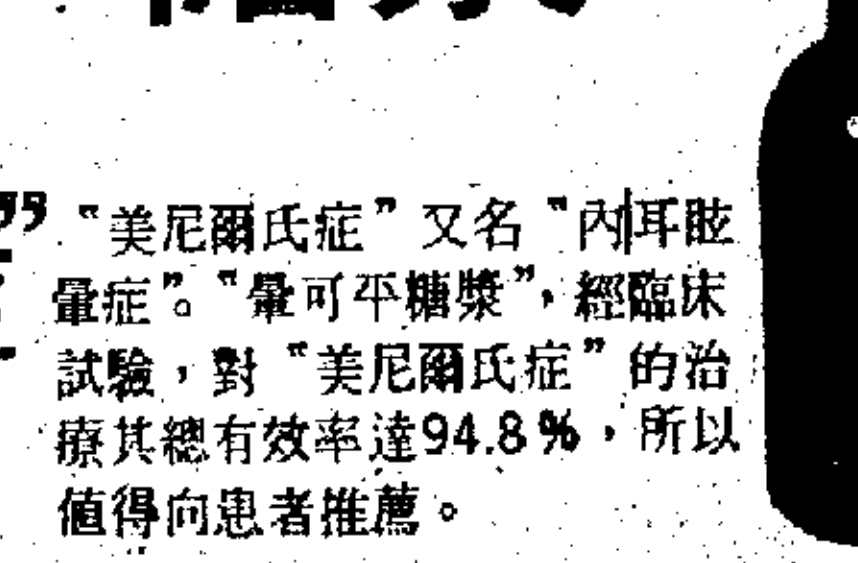 “美尼爾氏症”又名“內耳眩
暈症”。“暈可平糖漿”，經臨床
試驗，對“美尼爾氏症”的治
療其總有效率達94.8%，所以
值得向患者推薦。